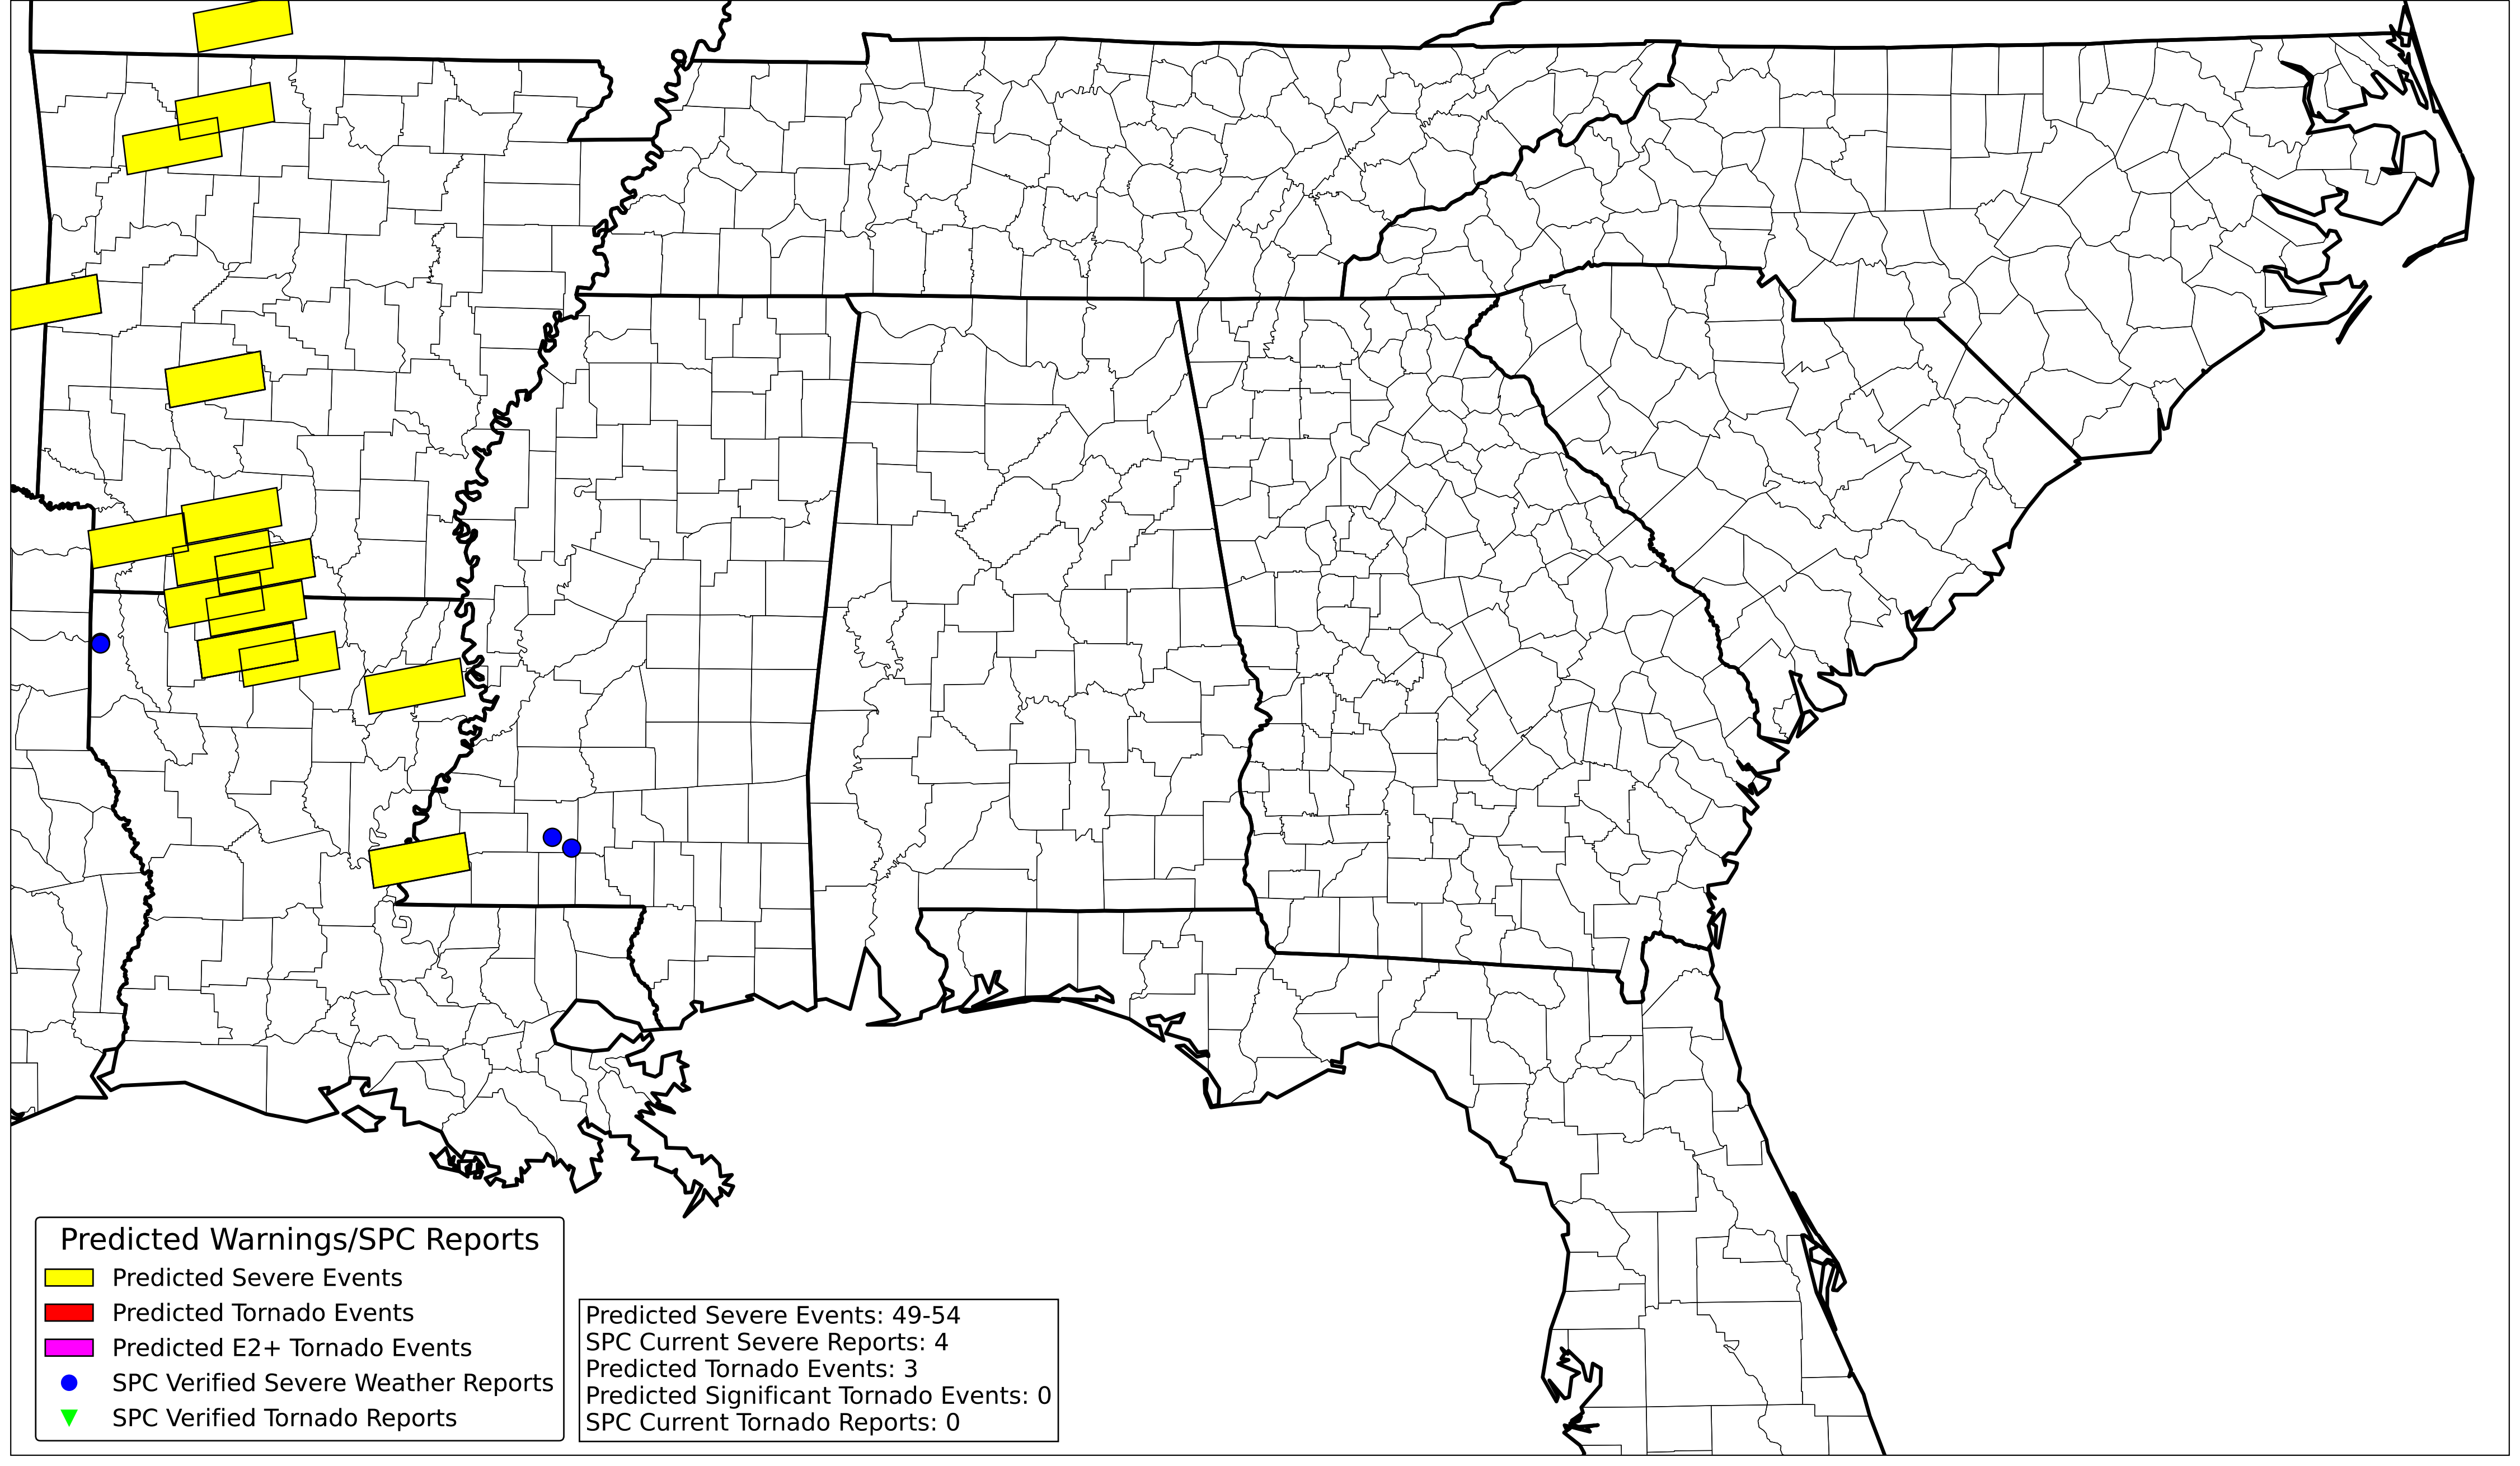 Predicted Warnings/SPC Reports
Predicted Severe Events
Predicted Tornado Events
Predicted E2+ Tornado Events
SPC Verified Severe Weather Reports
SPC Verified Tornado Reports
Predicted Severe Events: 49-54
SPC Current Severe Reports: 4
Predicted Tornado Events: 3
Predicted Significant Tornado Events: 0
SPC Current Tornado Reports: 0